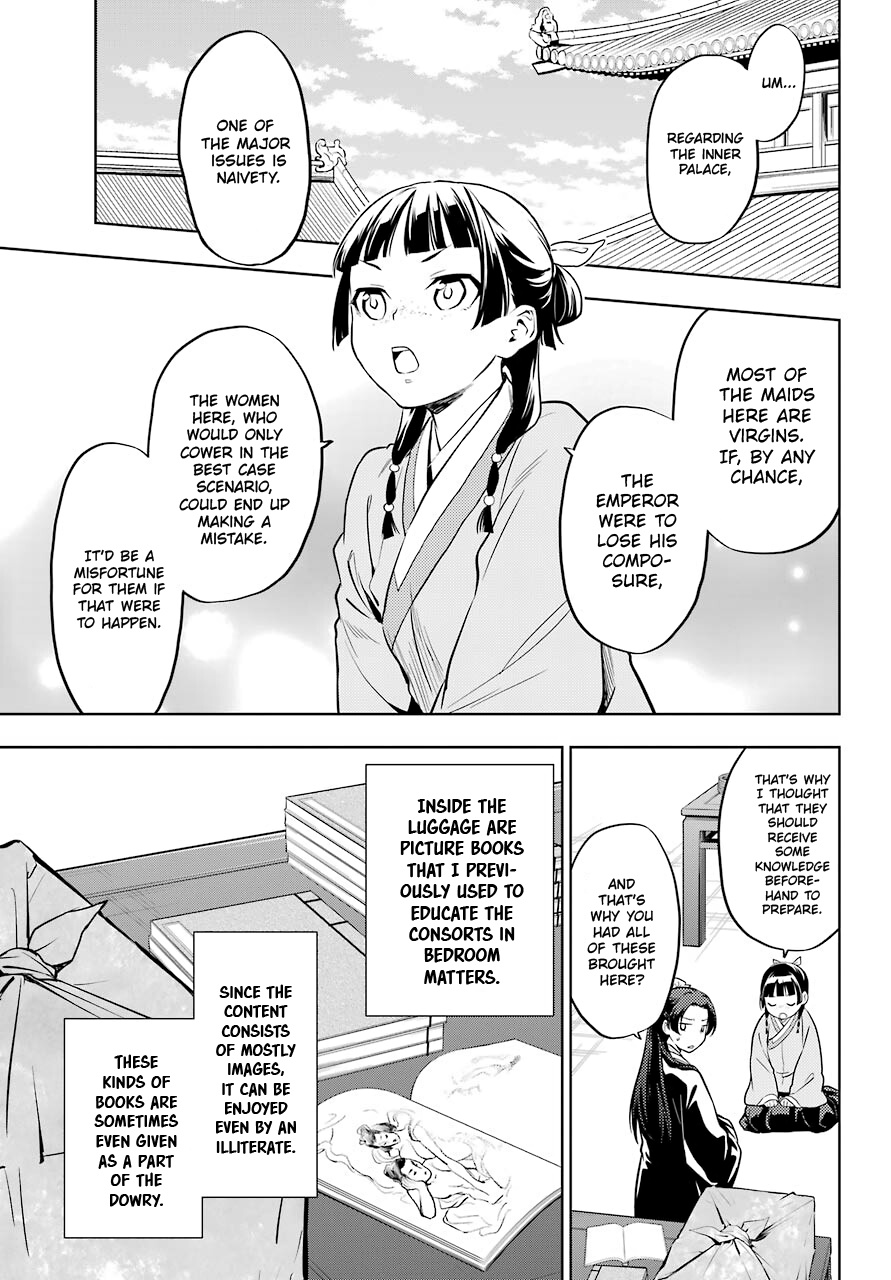 UM...
REGARDING
THE INNER
PALACE,
ONE OF
THE MAJOR
ISSUES IS
NAIVETY.
MOST OF
THE MAIDS
HERE ARE
VIRGINS.
IF, BY ANY
CHANCE,
THE
EMPEROR
WERE TO
LOSE HIS
COMPO-
SURE,
THE WOMEN
HERE, WHO
WOULD ONLY
COWER IN THE
BEST CASE
SCENARIO,
COULD END UP
MAKING A
MISTAKE.
IT'D BE A
MISFORTUNE
FOR THEM IF
THAT WERE
TO HAPPEN.
THAT'S WHY
I THOUGHT
THAT THEY
SHOULD
RECEIVE
SOME
KNOWLEDGE
BEFORE-
HAND TO
PREPARE.
AND
THAT'S
WHY YOU
HAD ALL
OF THESE
BROUGHT
HERE?
INSIDE THE
LUGGAGE ARE
PICTURE BOOKS
THAT I PREVI-
OUSLY USED TO
EDUCATE THE
CONSORTS IN
BEDROOM
MATTERS.
SINCE THE
CONTENT
CONSISTS
OF MOSTLY
IMAGES,
IT CAN BE
ENJOYED
EVEN BY AN
ILLITERATE.
THESE
KINDS OF
BOOKS ARE
SOMETIMES
EVEN GIVEN
AS A PART
OF THE
DOWRY.